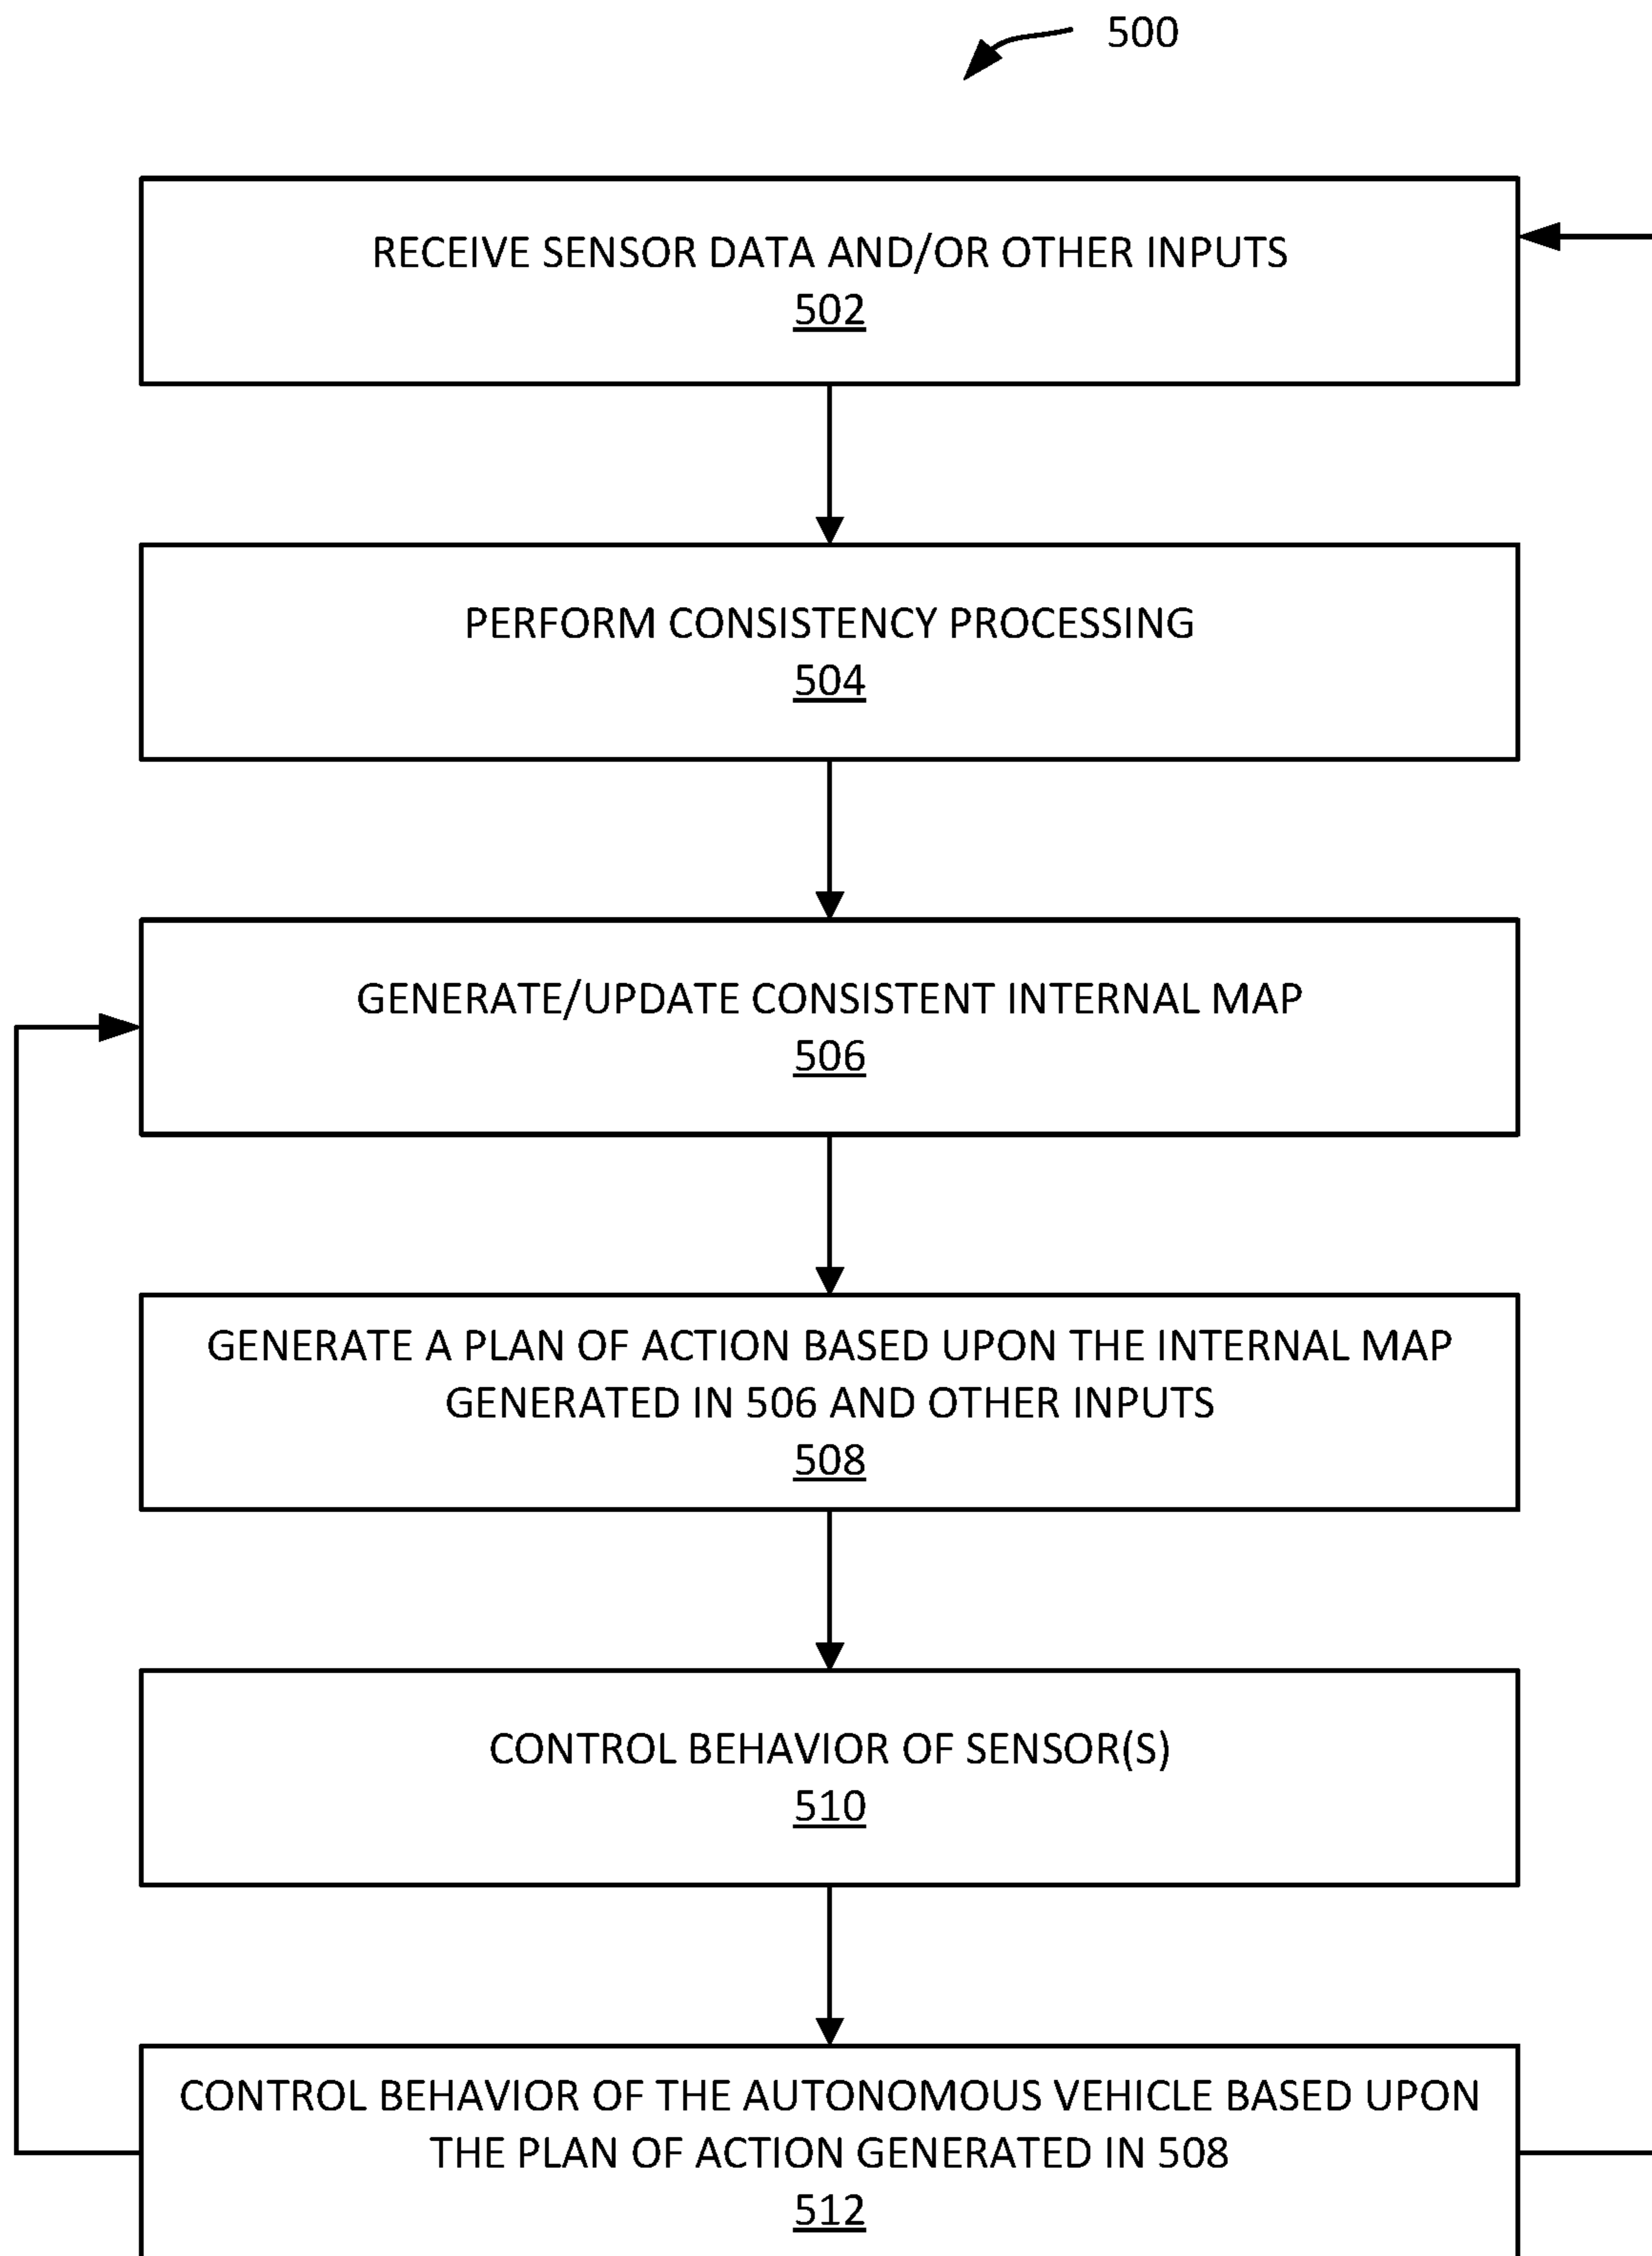 500
RECEIVE SENSOR DATA AND/OR OTHER INPUTS
502
PERFORM CONSISTENCY PROCESSING
504
GENERATE/UPDATE CONSISTENT INTERNAL MAP
506
GENERATE A PLAN OF ACTION BASED UPON THE INTERNAL MAP
GENERATED IN 506 AND OTHER INPUTS
508
CONTROL BEHAVIOR OF SENSOR(S)
510
CONTROL BEHAVIOR OF THE AUTONOMOUS VEHICLE BASED UPON
THE PLAN OF ACTION GENERATED IN 508
512